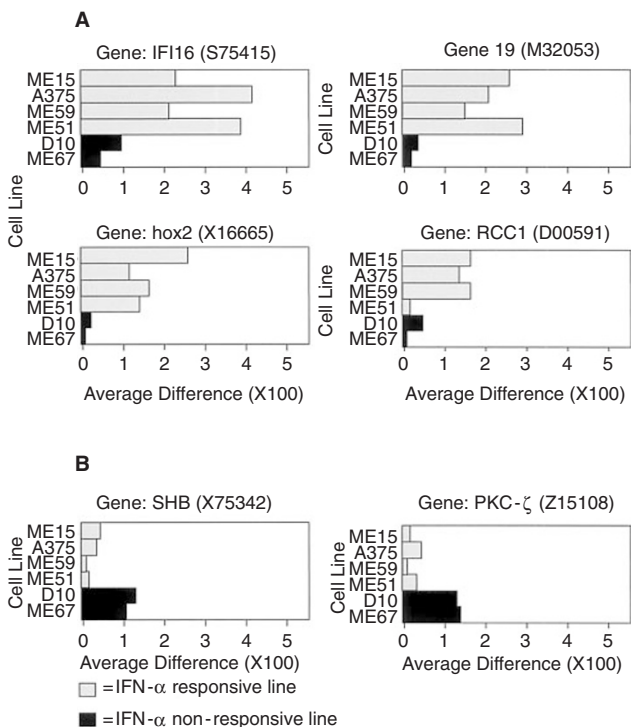 A
Gene: IFI16 (S75415)
ME15
A375
ME59
ME51
D10
ME67
0 1 2 3 4 5
Cell Line
Gene 19 (M32053)
ME15
A375
ME59
ME51
D10
ME67
0 1 2 3 4 5
Cell Line
Gene: hox2 (X16665)
ME15
A375
ME59
ME51
D10
ME67
0 1 2 3 4 5
Average Difference (X100)
Gene: RCC1 (D00591)
ME15
A375
ME59
ME51
D10
ME67
0 1 2 3 4 5
Cell Line
Average Difference (X100)
B
Gene: SHB (X75342)
ME15
A375
ME59
ME51
D10
ME67
0 1 2 3 4 5
Cell Line
Average Difference (X100)
Gene: PKC-ζ (Z15108)
ME15
A375
ME59
ME51
D10
ME67
0 1 2 3 4 5
Cell Line
Average Difference (X100)
=IFN-α responsive line
=IFN-α non-responsive line